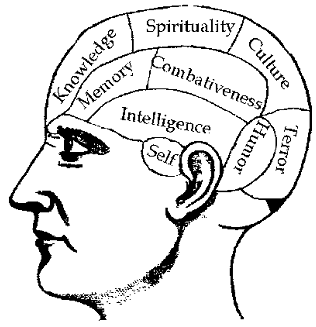 Knowledge
Spirituality
Culture
Memory
Combativeness
Intelligence
Self
Humor
Terror